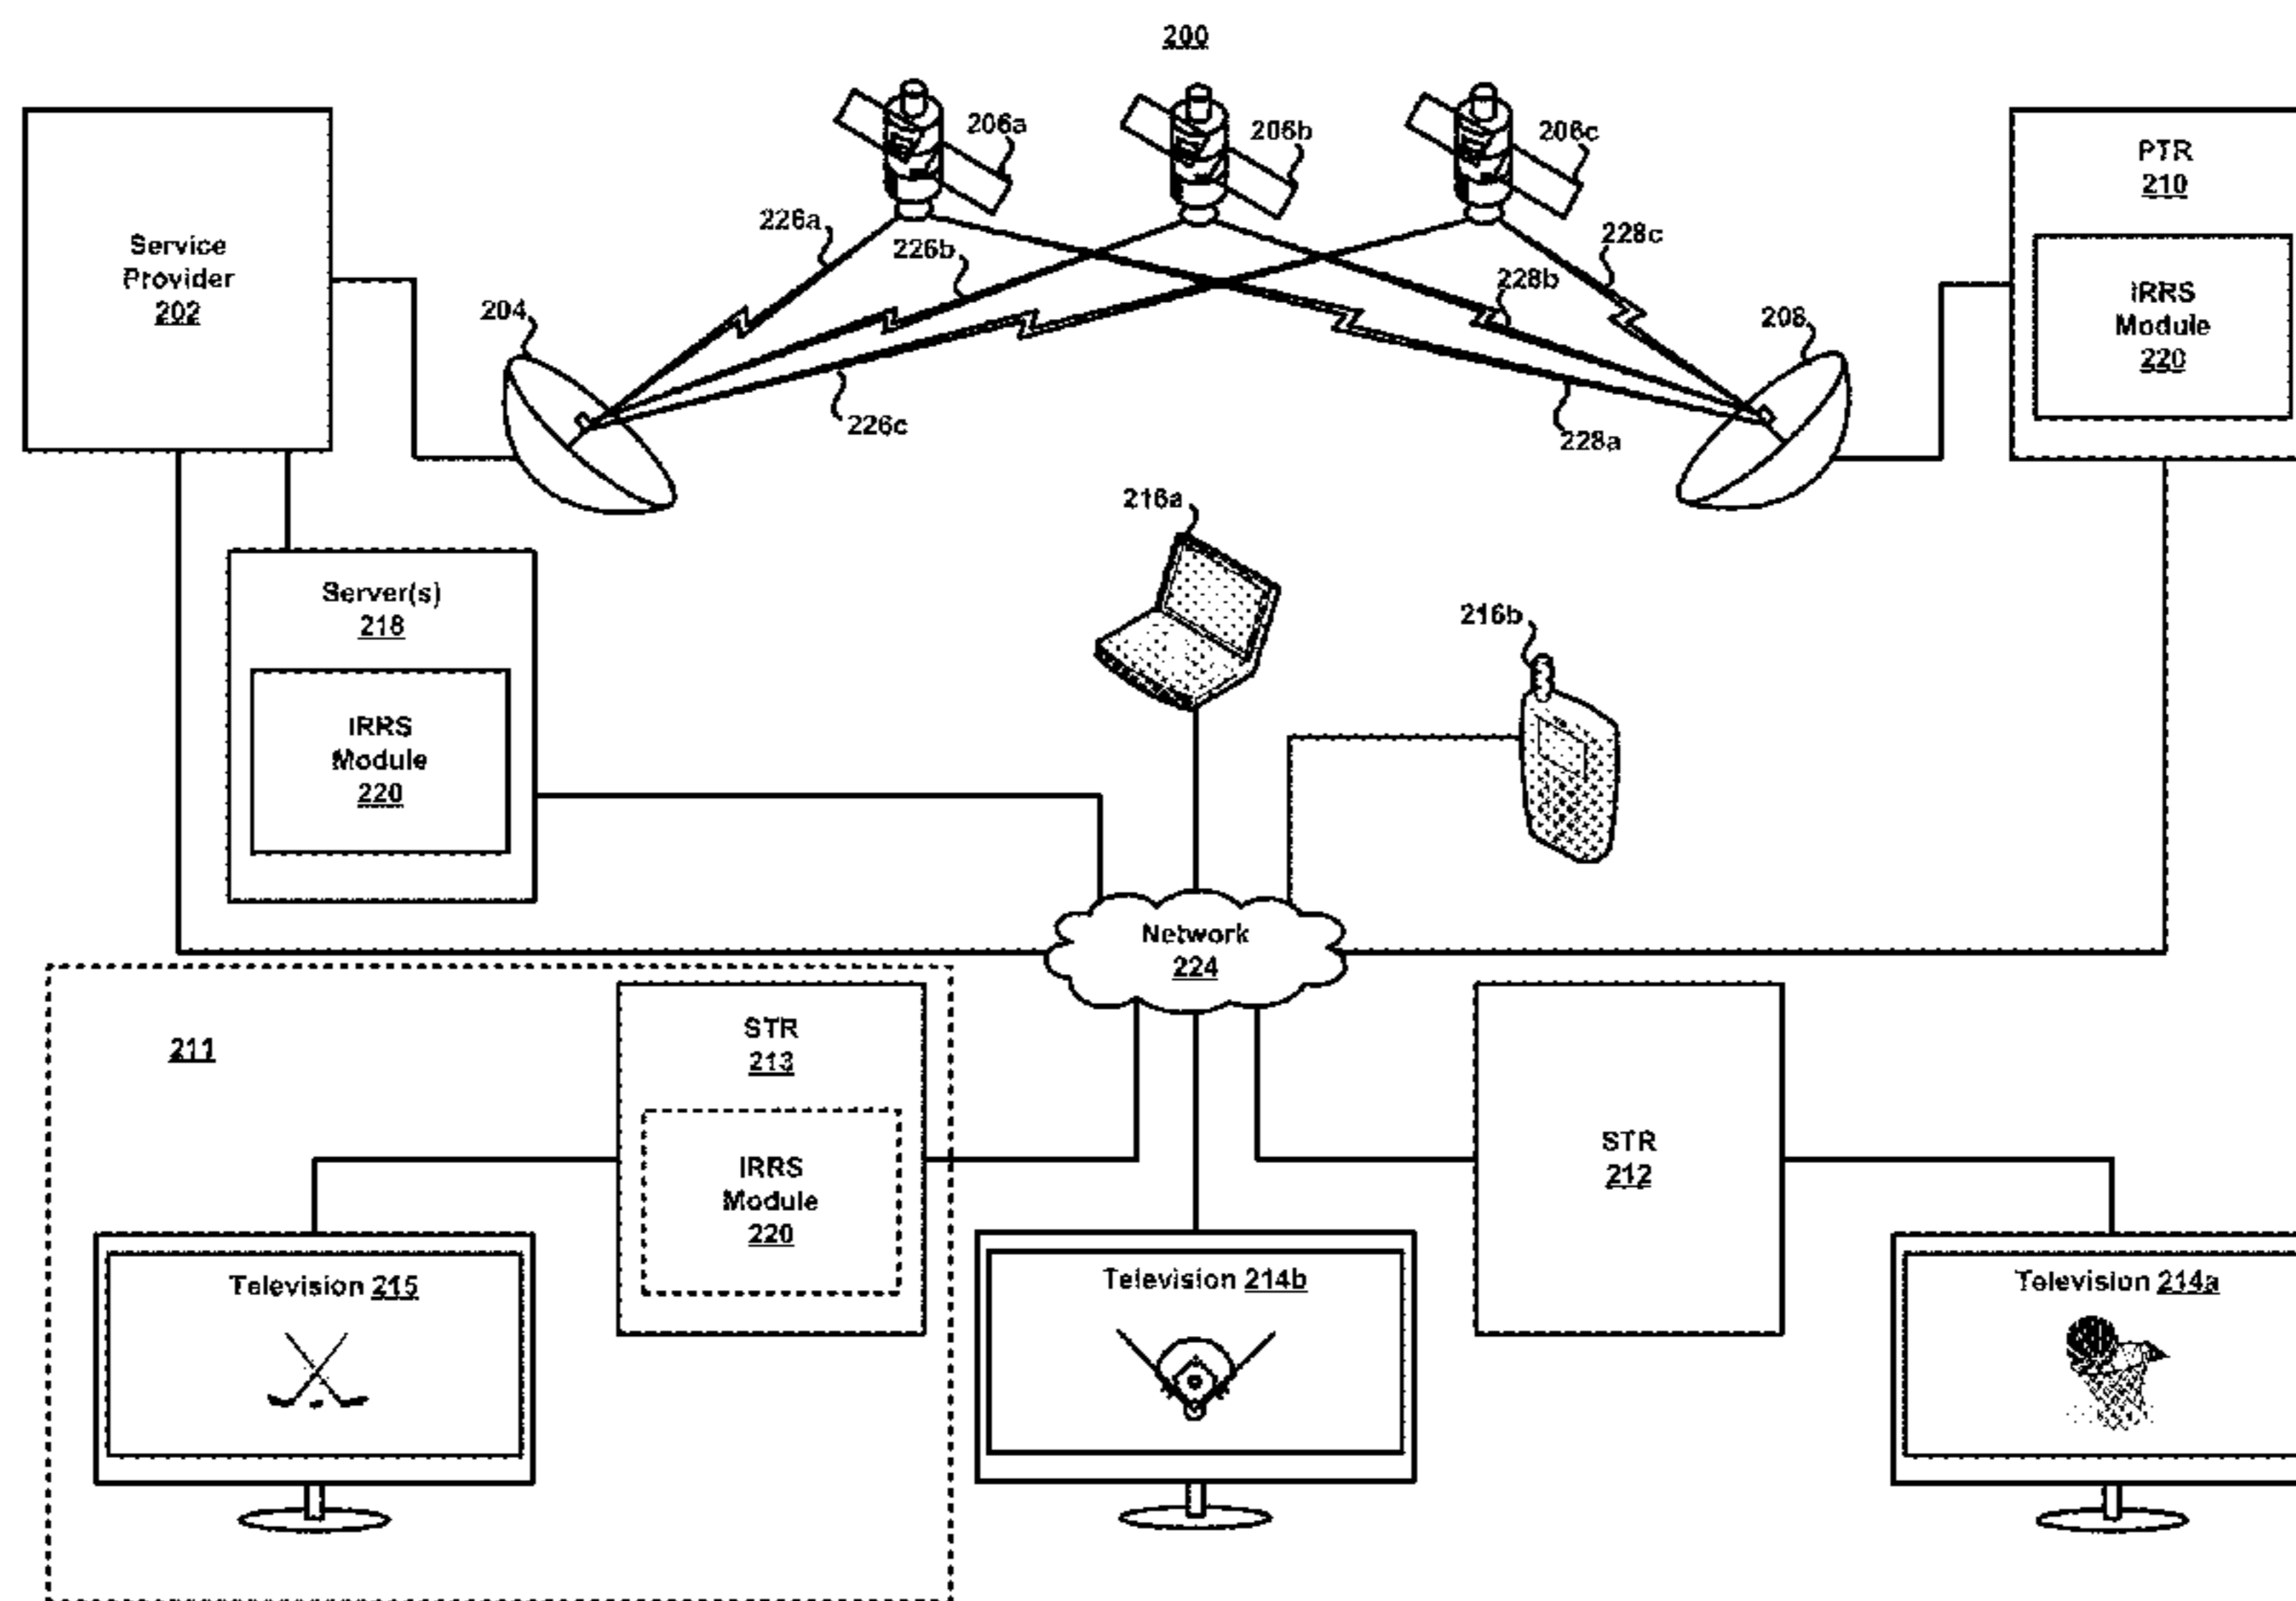 200
206a
206b
206c
PTR
210
226a
226b
228c
Service
Provider
202
228b
IRRS
Module
220
204
208
226c
228a
216a
Server(s)
218
216b
IRRS
Module
220
Network
224
STR
213
211
STR
212
IRRS
Module
220
Television 215
Television 214b
Television 214a